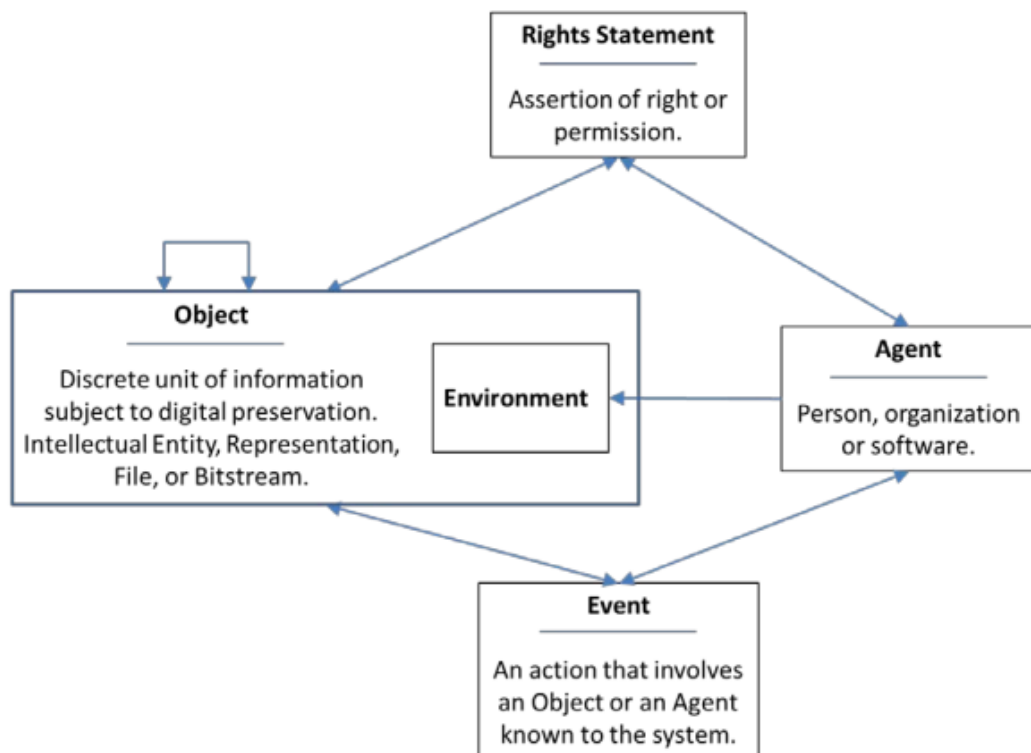 Rights Statement
Assertion of right or
permission.
Object
Discrete unit of information
subject to digital preservation.
Intellectual Entity, Representation,
File, or Bitstream.
Environment
Agent
Person, organization
or software.
Event
An action that involves
an Object or an Agent
known to the system.